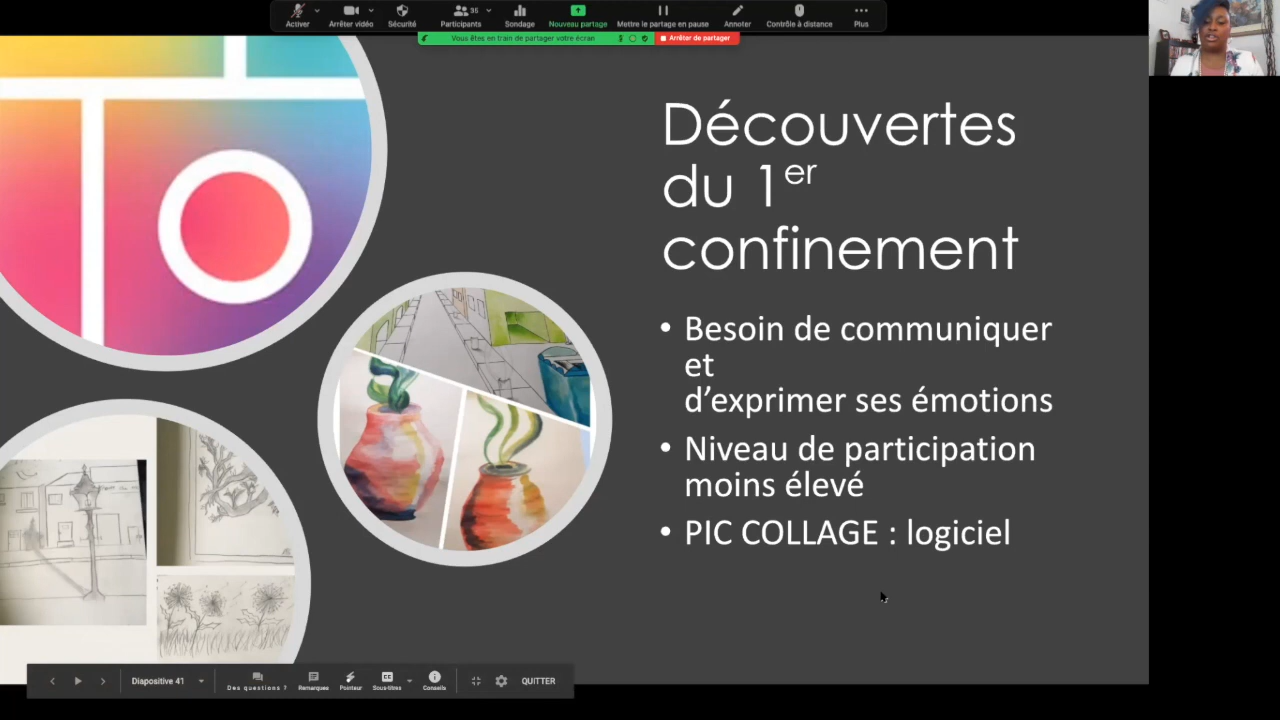 35
Activer
Arrêter vidéo
Sécurité
Participants
Sondage
Nouveau partage
Mettre le partage en pause
Annoter
Contrôle à distance
Plus
Vous êtes en train de partager votre écran
Arrêter de partager
Découvertes
du 1er
confinement
• Besoin de communiquer
et
d’exprimer ses émotions
• Niveau de participation
moins élevé
• PIC COLLAGE : logiciel
Diapositive 41
Des questions ?
Remarques
Pointeur
Sous-titres
Conseils
QUITTER